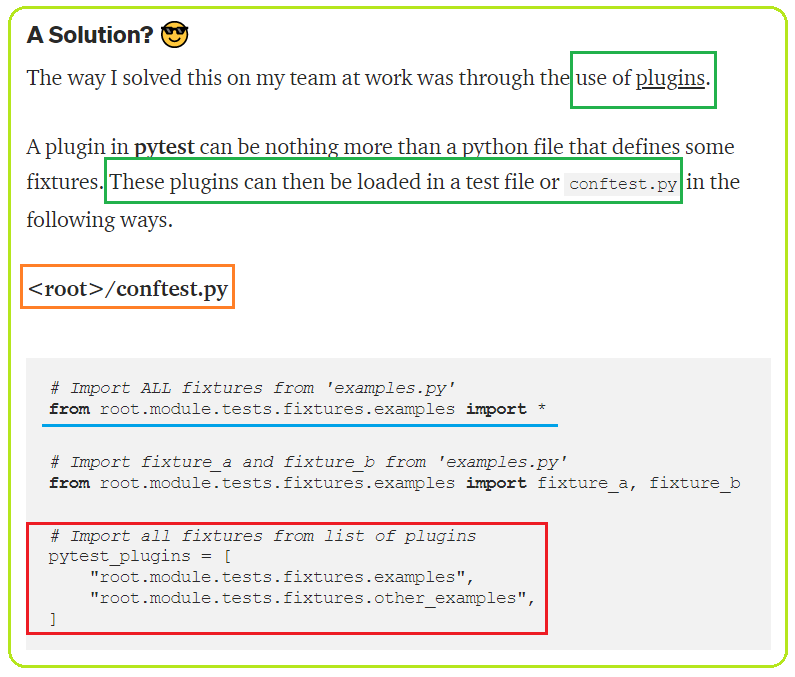 A Solution? 😎
The way I solved this on my team at work was through the use of plugins.
A plugin in pytest can be nothing more than a python file that defines some
fixtures. These plugins can then be loaded in a test file or conftest.py in the
following ways.
<root>/conftest.py
# Import ALL fixtures from 'examples.py'
from root.module.tests.fixtures.examples import *
# Import fixture_a and fixture_b from 'examples.py'
from root.module.tests.fixtures.examples import fixture_a, fixture_b
# Import all fixtures from list of plugins
pytest_plugins = [
    "root.module.tests.fixtures.examples",
    "root.module.tests.fixtures.other_examples",
]